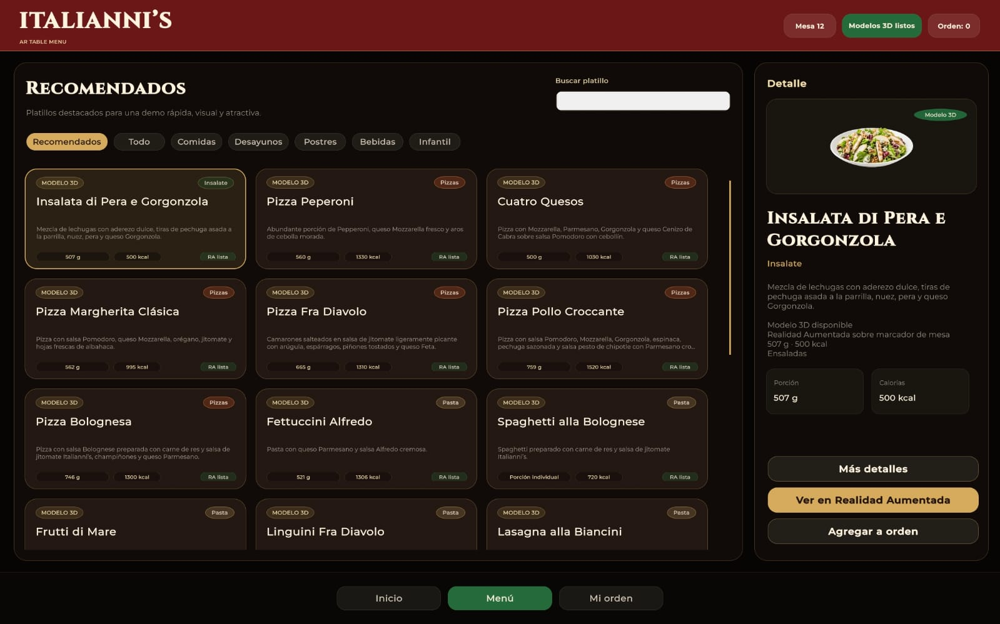 ITALIANNI’S
AR TABLE MENU
Mesa 12
Modelos 3D listos
Orden: 0
Recomendados
Platillos destacados para una demo rápida, visual y atractiva.
Buscar platillo
Recomendados
Todo
Comidas
Desayunos
Postres
Bebidas
Infantil
MODELO 3D
Insalate
Insalata di Pera e Gorgonzola
Mezcla de lechugas con aderezo dulce, tiras de pechuga asada a
la parrilla, nuez, pera y queso Gorgonzola.
507 g
500 kcal
RA lista
MODELO 3D
Pizzas
Pizza Peperoni
Abundante porción de Pepperoni, queso Mozzarella fresco y aros
de cebolla morada.
560 g
1330 kcal
RA lista
MODELO 3D
Pizzas
Cuatro Quesos
Pizza con Mozzarella, Parmesano, Gorgonzola y queso Cenizo de
Cabra sobre salsa Pomodoro con cebollín.
500 g
1030 kcal
RA lista
MODELO 3D
Pizzas
Pizza Margherita Clásica
Pizza con salsa Pomodoro, queso Mozzarella, orégano, jitomate y
hojas frescas de albahaca.
562 g
995 kcal
RA lista
MODELO 3D
Pizzas
Pizza Fra Diavolo
Camarones salteados en salsa de jitomate ligeramente picante
con arúgula, espárragos, piñones tostados y queso Feta.
665 g
1310 kcal
RA lista
MODELO 3D
Pizzas
Pizza Pollo Croccante
Pizza con salsa Pomodoro, Mozzarella, Gorgonzola, espinaca,
pechuga sazonada y salsa pesto de chipotle con Parmesano cro...
759 g
1520 kcal
RA lista
MODELO 3D
Pizzas
Pizza Bolognesa
Pizza con salsa Bolognese preparada con carne de res y salsa de
jitomate Italianni’s, champiñones y queso Parmesano.
746 g
1300 kcal
RA lista
MODELO 3D
Pasta
Fettuccini Alfredo
Pasta con queso Parmesano y salsa Alfredo cremosa.
521 g
1306 kcal
RA lista
MODELO 3D
Pasta
Spaghetti alla Bolognese
Spaghetti preparado con carne de res y salsa de jitomate
Italianni’s.
Porción individual
720 kcal
RA lista
MODELO 3D
Pasta
Frutti di Mare
MODELO 3D
Pasta
Linguini Fra Diavolo
MODELO 3D
Pasta
Lasagna alla Biancini
Detalle
Modelo 3D
Insalata di Pera e
Gorgonzola
Insalate
Mezcla de lechugas con aderezo dulce, tiras de
pechuga asada a la parrilla, nuez, pera y queso
Gorgonzola.
Modelo 3D disponible
Realidad Aumentada sobre marcador de mesa
507 g · 500 kcal
Ensaladas
Porción
507 g
Calorías
500 kcal
Más detalles
Ver en Realidad Aumentada
Agregar a orden
Inicio
Menú
Mi orden